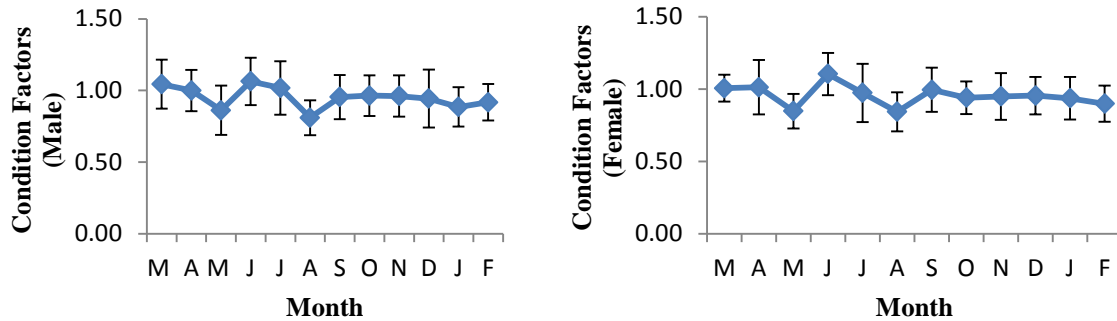 Condition Factors
(Male)
1.50
1.00
0.50
0.00
M A M J J A S O N D J F
Month
Condition Factors
(Female)
1.50
1.00
0.50
0.00
M A M J J A S O N D J F
Month